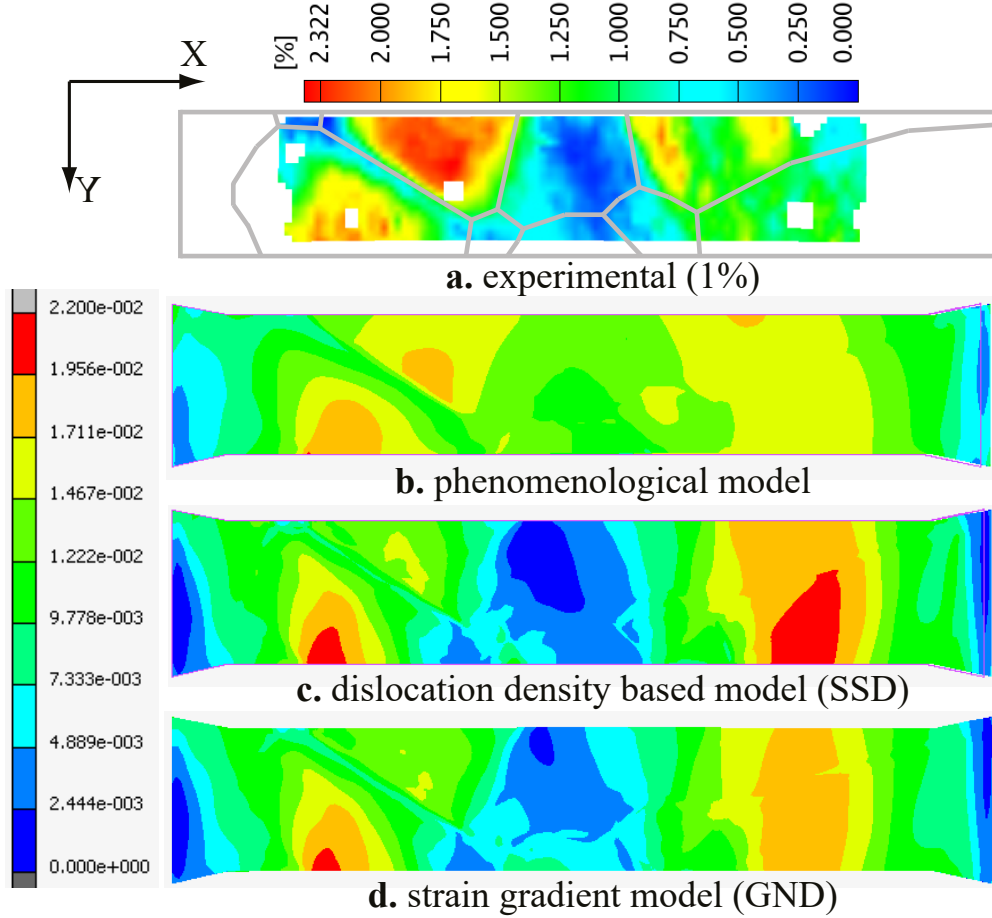 [%] 2.322 2.000 1.750 1.500 1.250 1.000 0.750 0.500 0.250 0.000
X
Y
a. experimental (1%)
2.200e-002
1.956e-002
1.711e-002
1.467e-002
1.222e-002
9.778e-003
7.333e-003
4.889e-003
2.444e-003
0.000e+000
b. phenomenological model
c. dislocation density based model (SSD)
d. strain gradient model (GND)